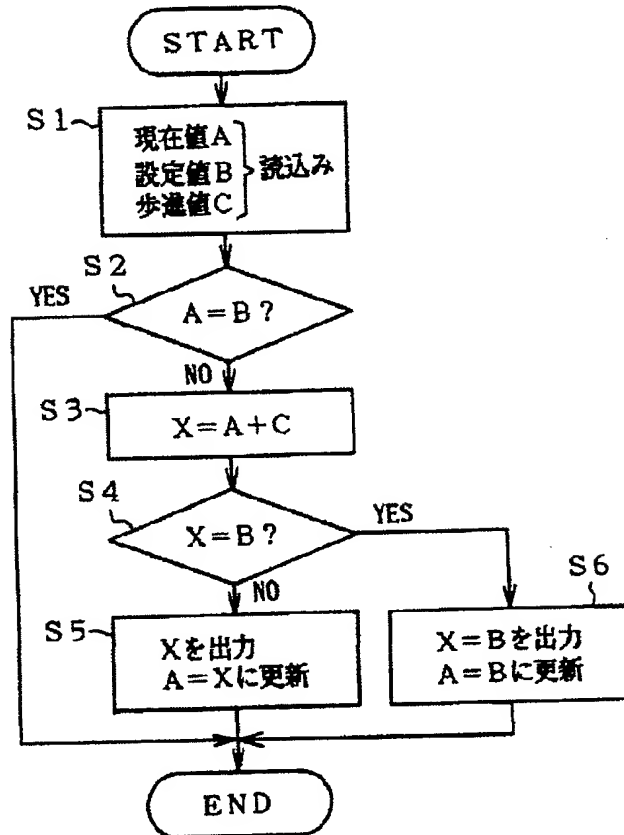 START
S1
現在値A
設定値B
歩進値C
読込み
S2
YES
A=B?
NO
S3
X=A+C
S4
YES
X=B?
NO
S5
Xを出力
A=Xに更新
S6
X=Bを出力
A=Bに更新
END